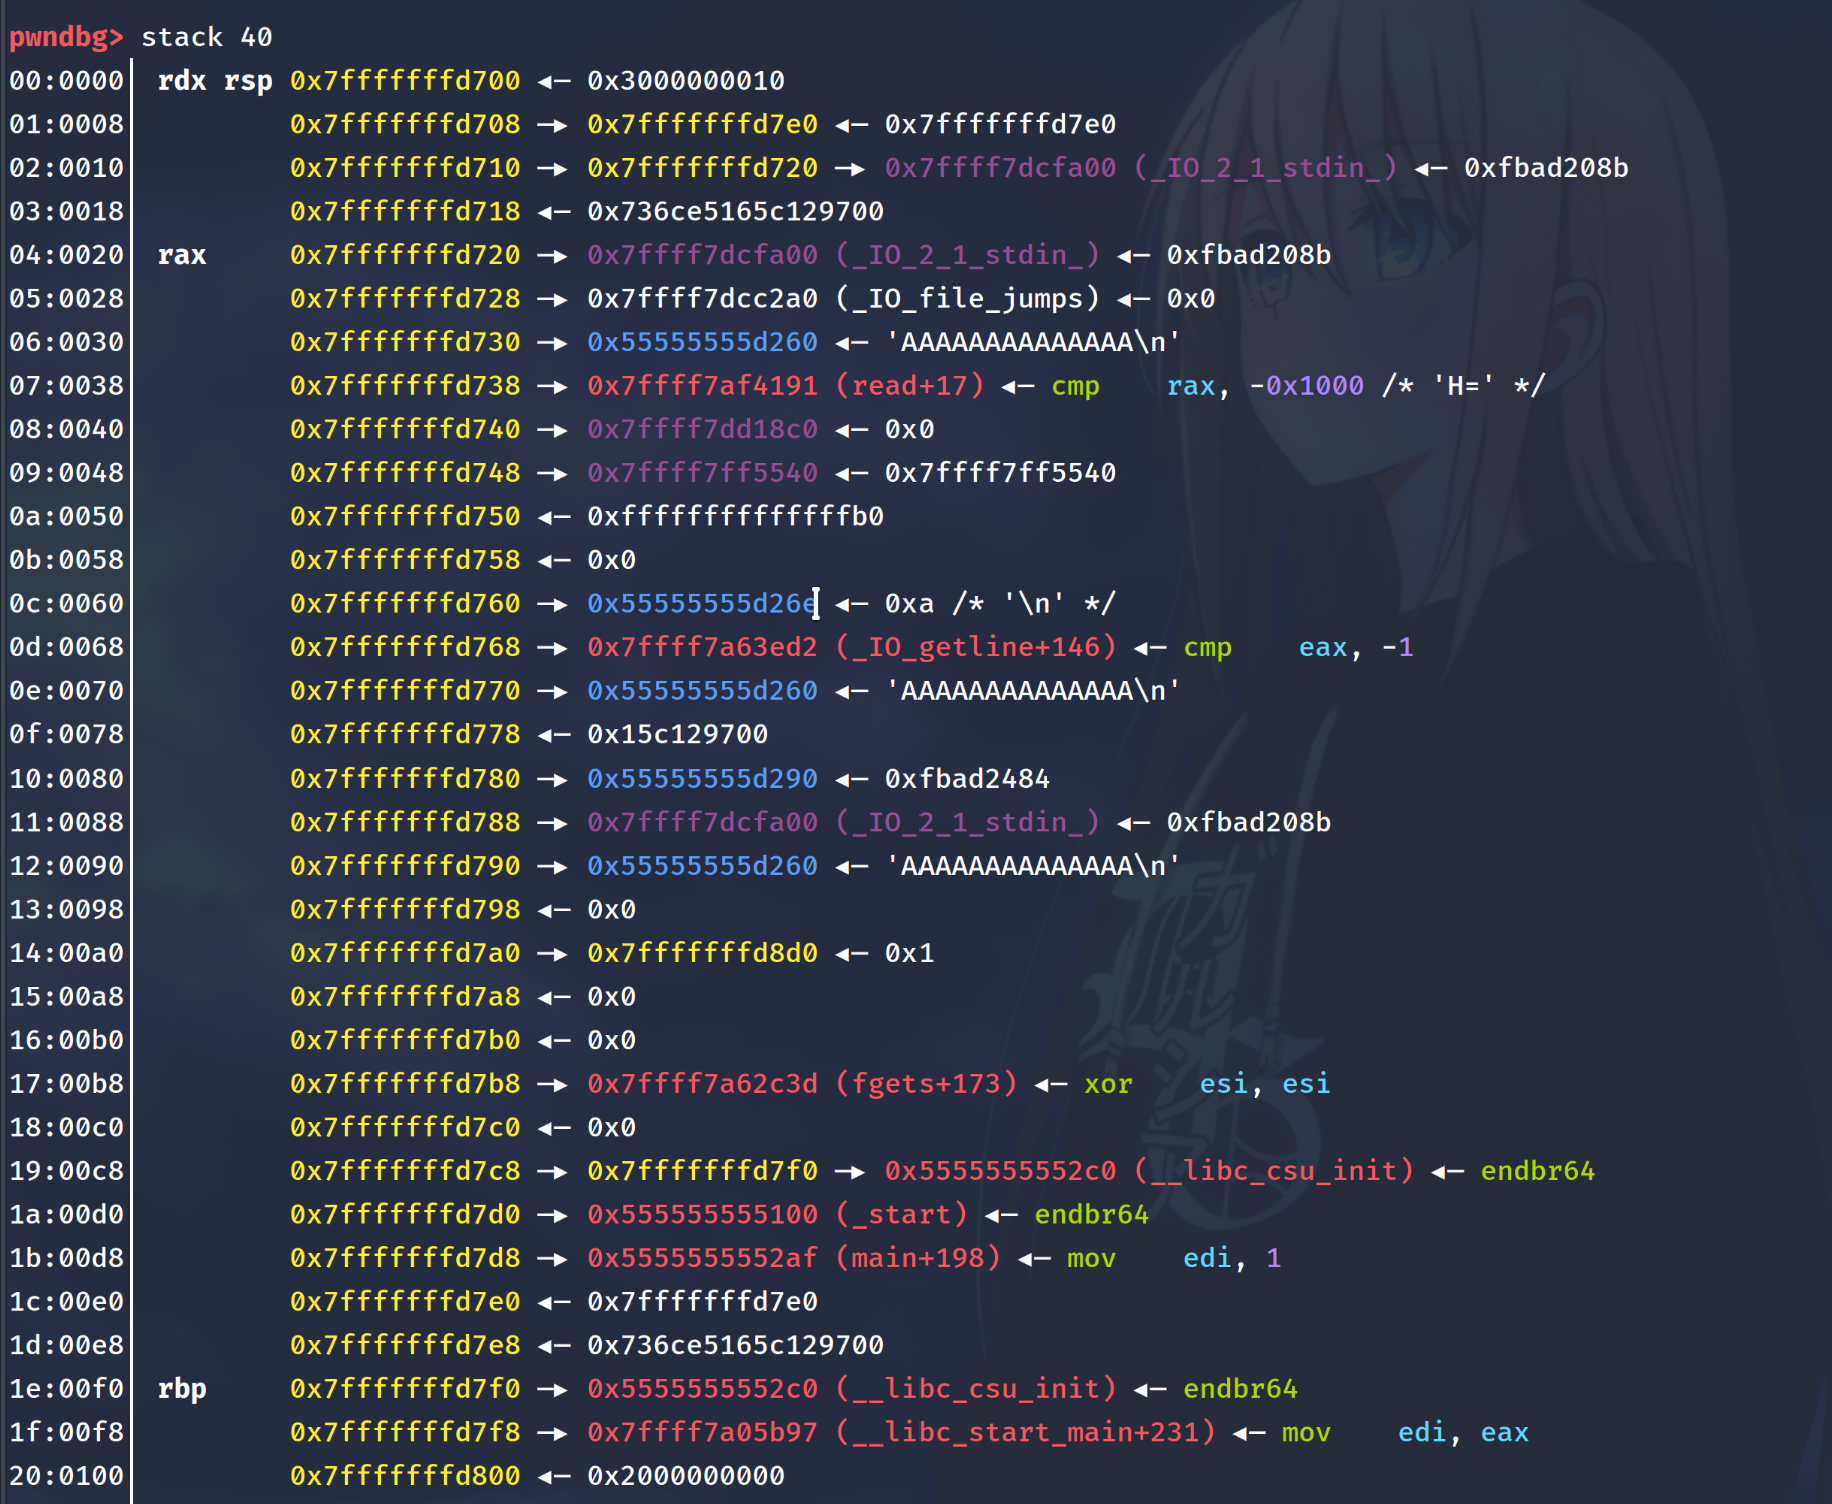 pwndbg> stack 40
00:0000│ rdx rsp 0x7fffffffd700 ◂— 0x3000000010
01:0008│ 0x7fffffffd708 —▸ 0x7fffffffd7e0 ◂— 0x7fffffffd7e0
02:0010│ 0x7fffffffd710 —▸ 0x7fffffffd720 —▸ 0x7ffff7dcfa00 (_IO_2_1_stdin_) ◂— 0xfbad208b
03:0018│ 0x7fffffffd718 ◂— 0x736ce5165c129700
04:0020│ rax 0x7fffffffd720 —▸ 0x7ffff7dcfa00 (_IO_2_1_stdin_) ◂— 0xfbad208b
05:0028│ 0x7fffffffd728 —▸ 0x7ffff7dcc2a0 (_IO_file_jumps) ◂— 0x0
06:0030│ 0x7fffffffd730 —▸ 0x55555555d260 ◂— 'AAAAAAAAAAAAAA\n'
07:0038│ 0x7fffffffd738 —▸ 0x7ffff7af4191 (read+17) ◂— cmp rax, -0x1000 /* 'H=' */
08:0040│ 0x7fffffffd740 —▸ 0x7ffff7dd18c0 ◂— 0x0
09:0048│ 0x7fffffffd748 —▸ 0x7ffff7ff5540 ◂— 0x7ffff7ff5540
0a:0050│ 0x7fffffffd750 ◂— 0xffffffffffffffb0
0b:0058│ 0x7fffffffd758 ◂— 0x0
0c:0060│ 0x7fffffffd760 —▸ 0x55555555d26e ◂— 0xa /* '\n' */
0d:0068│ 0x7fffffffd768 —▸ 0x7ffff7a63ed2 (_IO_getline+146) ◂— cmp eax, -1
0e:0070│ 0x7fffffffd770 —▸ 0x55555555d260 ◂— 'AAAAAAAAAAAAAA\n'
0f:0078│ 0x7fffffffd778 ◂— 0x15c129700
10:0080│ 0x7fffffffd780 —▸ 0x55555555d290 ◂— 0xfbad2484
11:0088│ 0x7fffffffd788 —▸ 0x7ffff7dcfa00 (_IO_2_1_stdin_) ◂— 0xfbad208b
12:0090│ 0x7fffffffd790 —▸ 0x55555555d260 ◂— 'AAAAAAAAAAAAAA\n'
13:0098│ 0x7fffffffd798 ◂— 0x0
14:00a0│ 0x7fffffffd7a0 —▸ 0x7fffffffd8d0 ◂— 0x1
15:00a8│ 0x7fffffffd7a8 ◂— 0x0
16:00b0│ 0x7fffffffd7b0 ◂— 0x0
17:00b8│ 0x7fffffffd7b8 —▸ 0x7ffff7a62c3d (fgets+173) ◂— xor esi, esi
18:00c0│ 0x7fffffffd7c0 ◂— 0x0
19:00c8│ 0x7fffffffd7c8 —▸ 0x7fffffffd7f0 —▸ 0x5555555552c0 (__libc_csu_init) ◂— endbr64
1a:00d0│ 0x7fffffffd7d0 —▸ 0x555555555100 (_start) ◂— endbr64
1b:00d8│ 0x7fffffffd7d8 —▸ 0x5555555552af (main+198) ◂— mov edi, 1
1c:00e0│ 0x7fffffffd7e0 ◂— 0x7fffffffd7e0
1d:00e8│ 0x7fffffffd7e8 ◂— 0x736ce5165c129700
1e:00f0│ rbp 0x7fffffffd7f0 —▸ 0x5555555552c0 (__libc_csu_init) ◂— endbr64
1f:00f8│ 0x7fffffffd7f8 —▸ 0x7ffff7a05b97 (__libc_start_main+231) ◂— mov edi, eax
20:0100│ 0x7fffffffd800 ◂— 0x2000000000